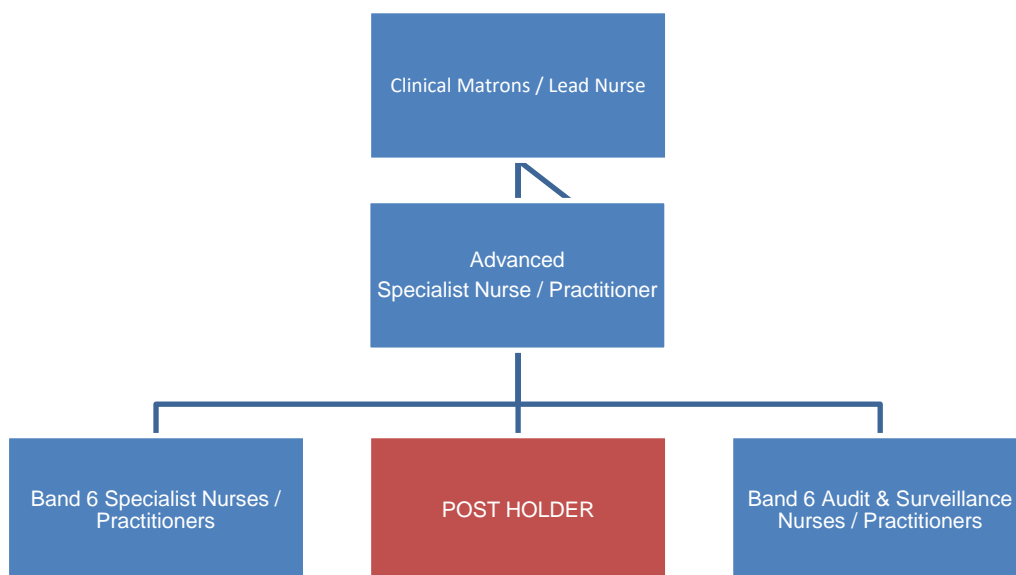 Clinical Matrons / Lead Nurse
Advanced
Specialist Nurse / Practitioner
Band 6 Specialist Nurses /
Practitioners
POST HOLDER
Band 6 Audit & Surveillance
Nurses / Practitioners